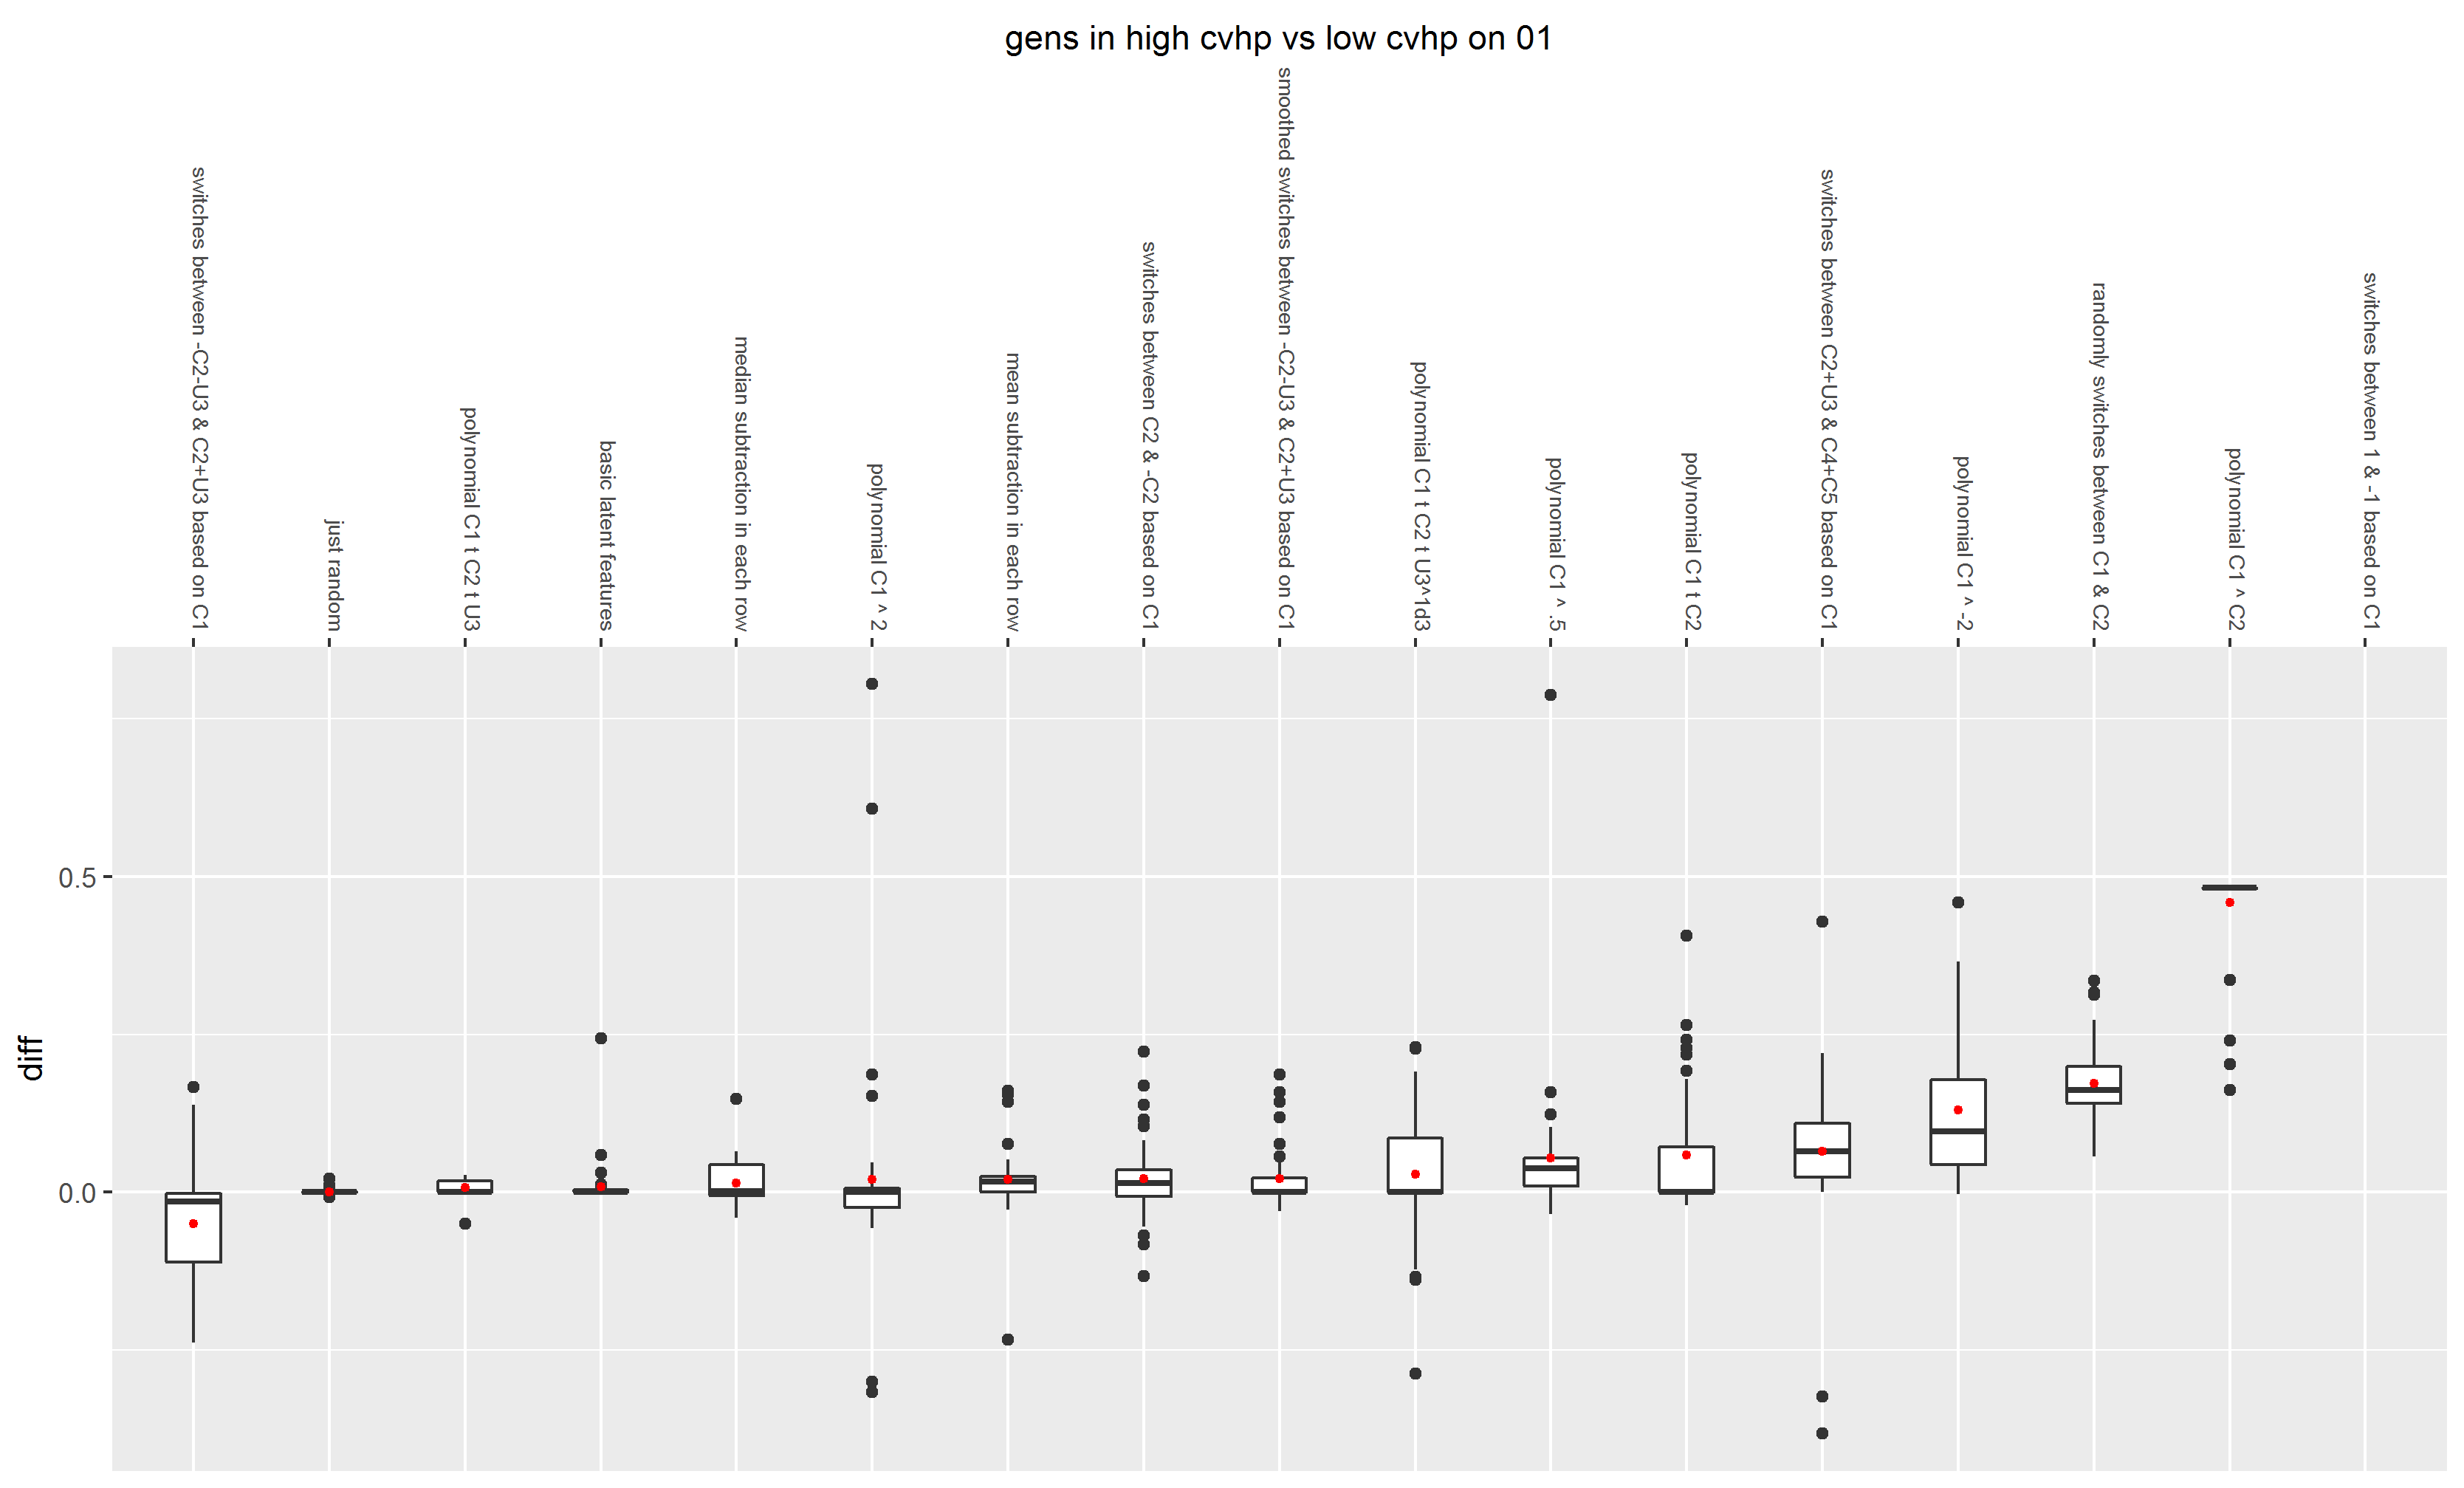 gens in high cvhp vs low cvhp on 01
switches between -C2-U3 & C2+U3 based on C1
just random
polynomial C1 t C2 t U3
basic latent features
median subtraction in each row
polynomial C1 ^ 2
mean subtraction in each row
switches between C2 & -C2 based on C1
smoothed switches between -C2-U3 & C2+U3 based on C1
polynomial C1 t C2 t U3^1d3
polynomial C1 ^ .5
polynomial C1 t C2
switches between C2+U3 & C4+C5 based on C1
polynomial C1 ^ -2
randomly switches between C1 & C2
polynomial C1 ^ C2
switches between 1 & -1 based on C1
0.5
0.0
diff